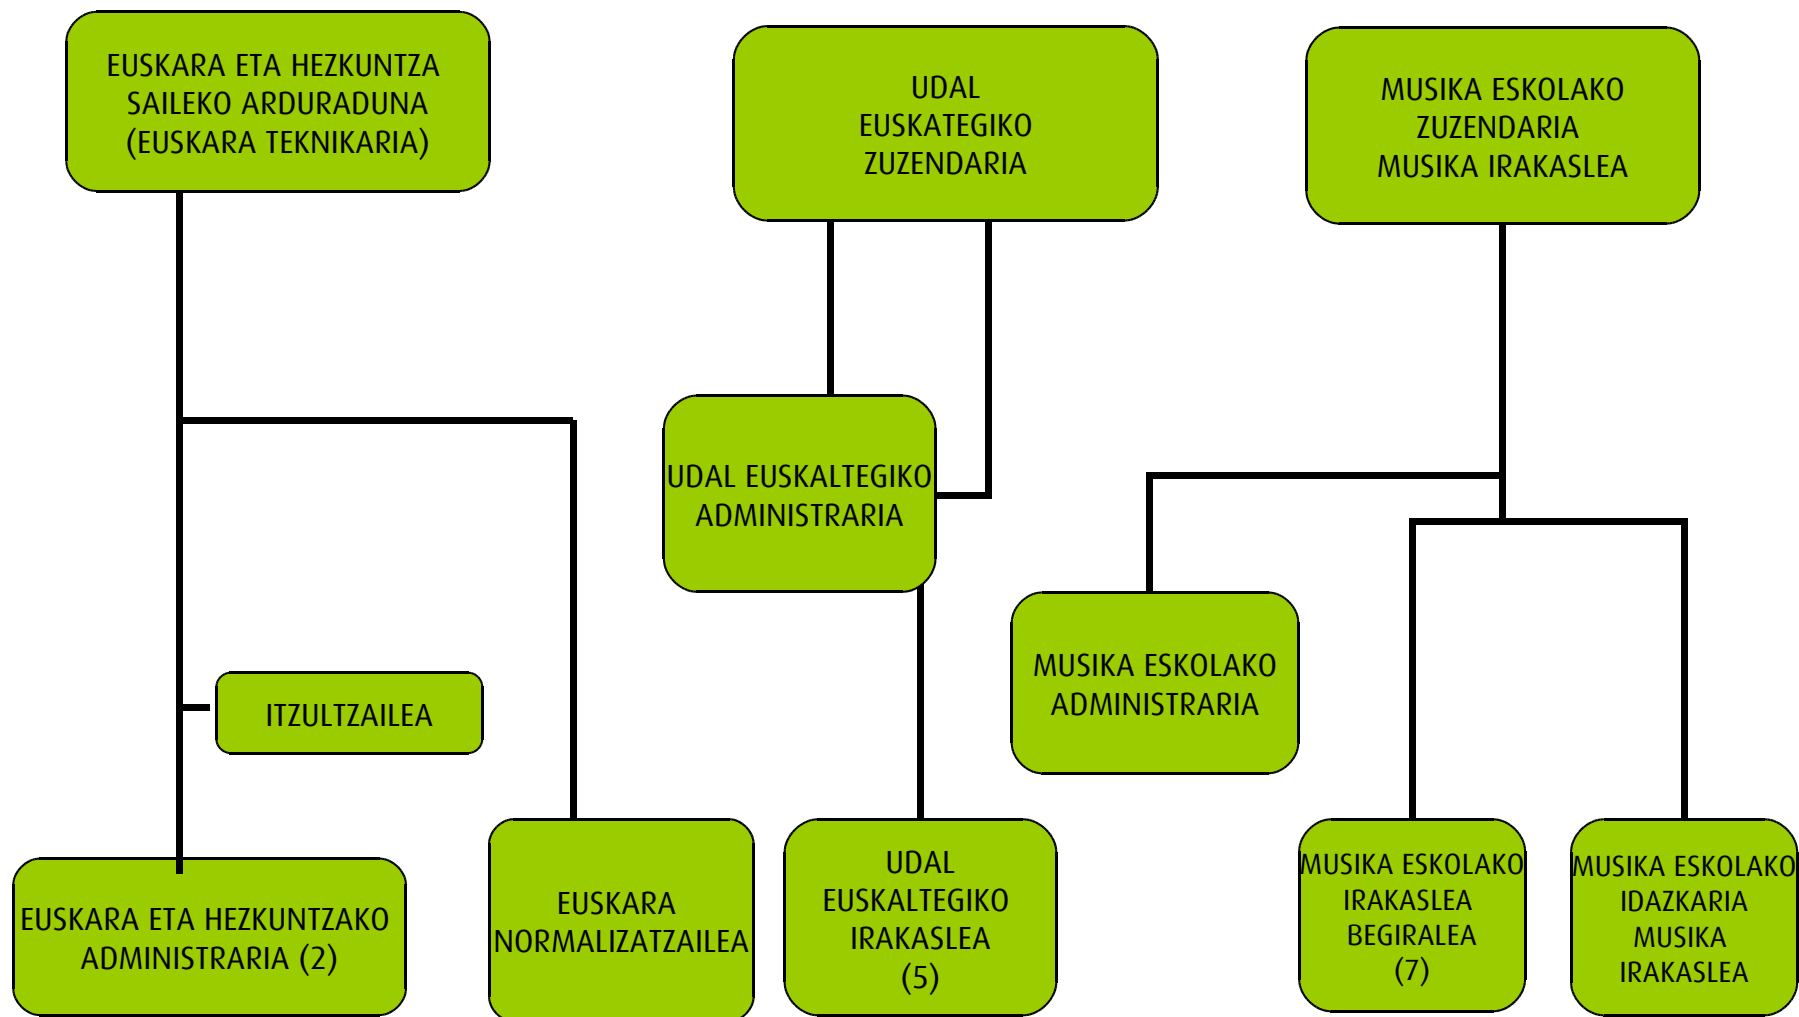 EUSKARA ETA HEZKUNTZA
SAILEKO ARDURADUNA
(EUSKARA TEKNIKARIA)
UDAL
EUSKATEGIKO
ZUZENDARIA
MUSIKA ESKOLAKO
ZUZENDARIA
MUSIKA IRAKASLEA
UDAL EUSKALTEGIKO
ADMINISTRARIA
MUSIKA ESKOLAKO
ADMINISTRARIA
ITZULTZAILEA
EUSKARA ETA HEZKUNTZAKO
ADMINISTRARIA (2)
EUSKARA
NORMALIZATZAILEA
UDAL
EUSKALTEGIKO
IRAKASLEA
(5)
MUSIKA ESKOLAKO
IRAKASLEA
BEGIRALEA
(7)
MUSIKA ESKOLAKO
IDAZKARIA
MUSIKA
IRAKASLEA